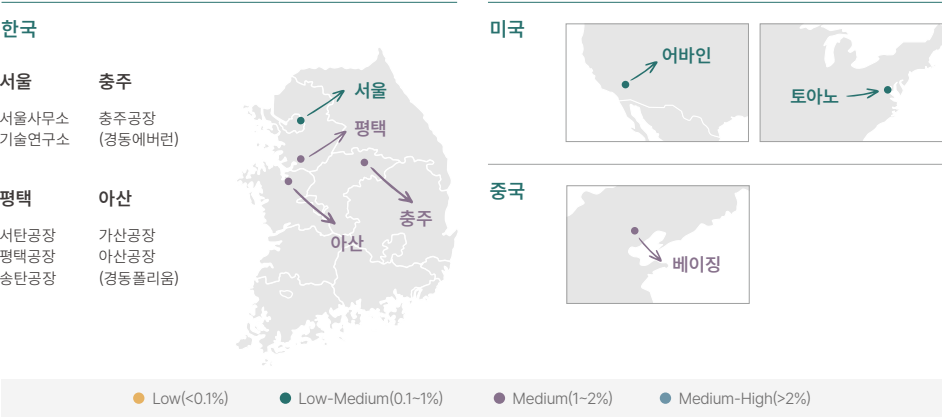 한국
서울
서울사무소
기술연구소
충주
충주공장
(경동에버런)
평택
서탄공장
평택공장
송탄공장
아산
가산공장
아산공장
(경동폴리움)
서울
평택
충주
아산
미국
어바인
토아노
중국
베이징
Low(<0.1%)
Low-Medium(0.1~1%)
Medium(1~2%)
Medium-High(>2%)